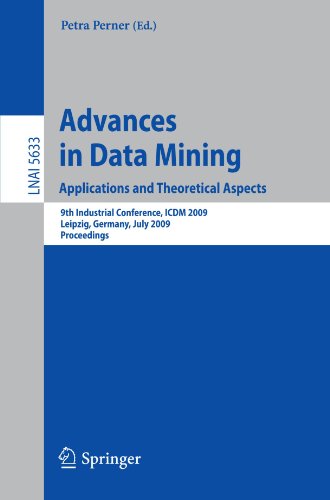 Petra Perner (Ed.)
LNAI 5633
Advances
in Data Mining
Applications and Theoretical Aspects
9th Industrial Conference, ICDM 2009
Leipzig, Germany, July 2009
Proceedings
Springer